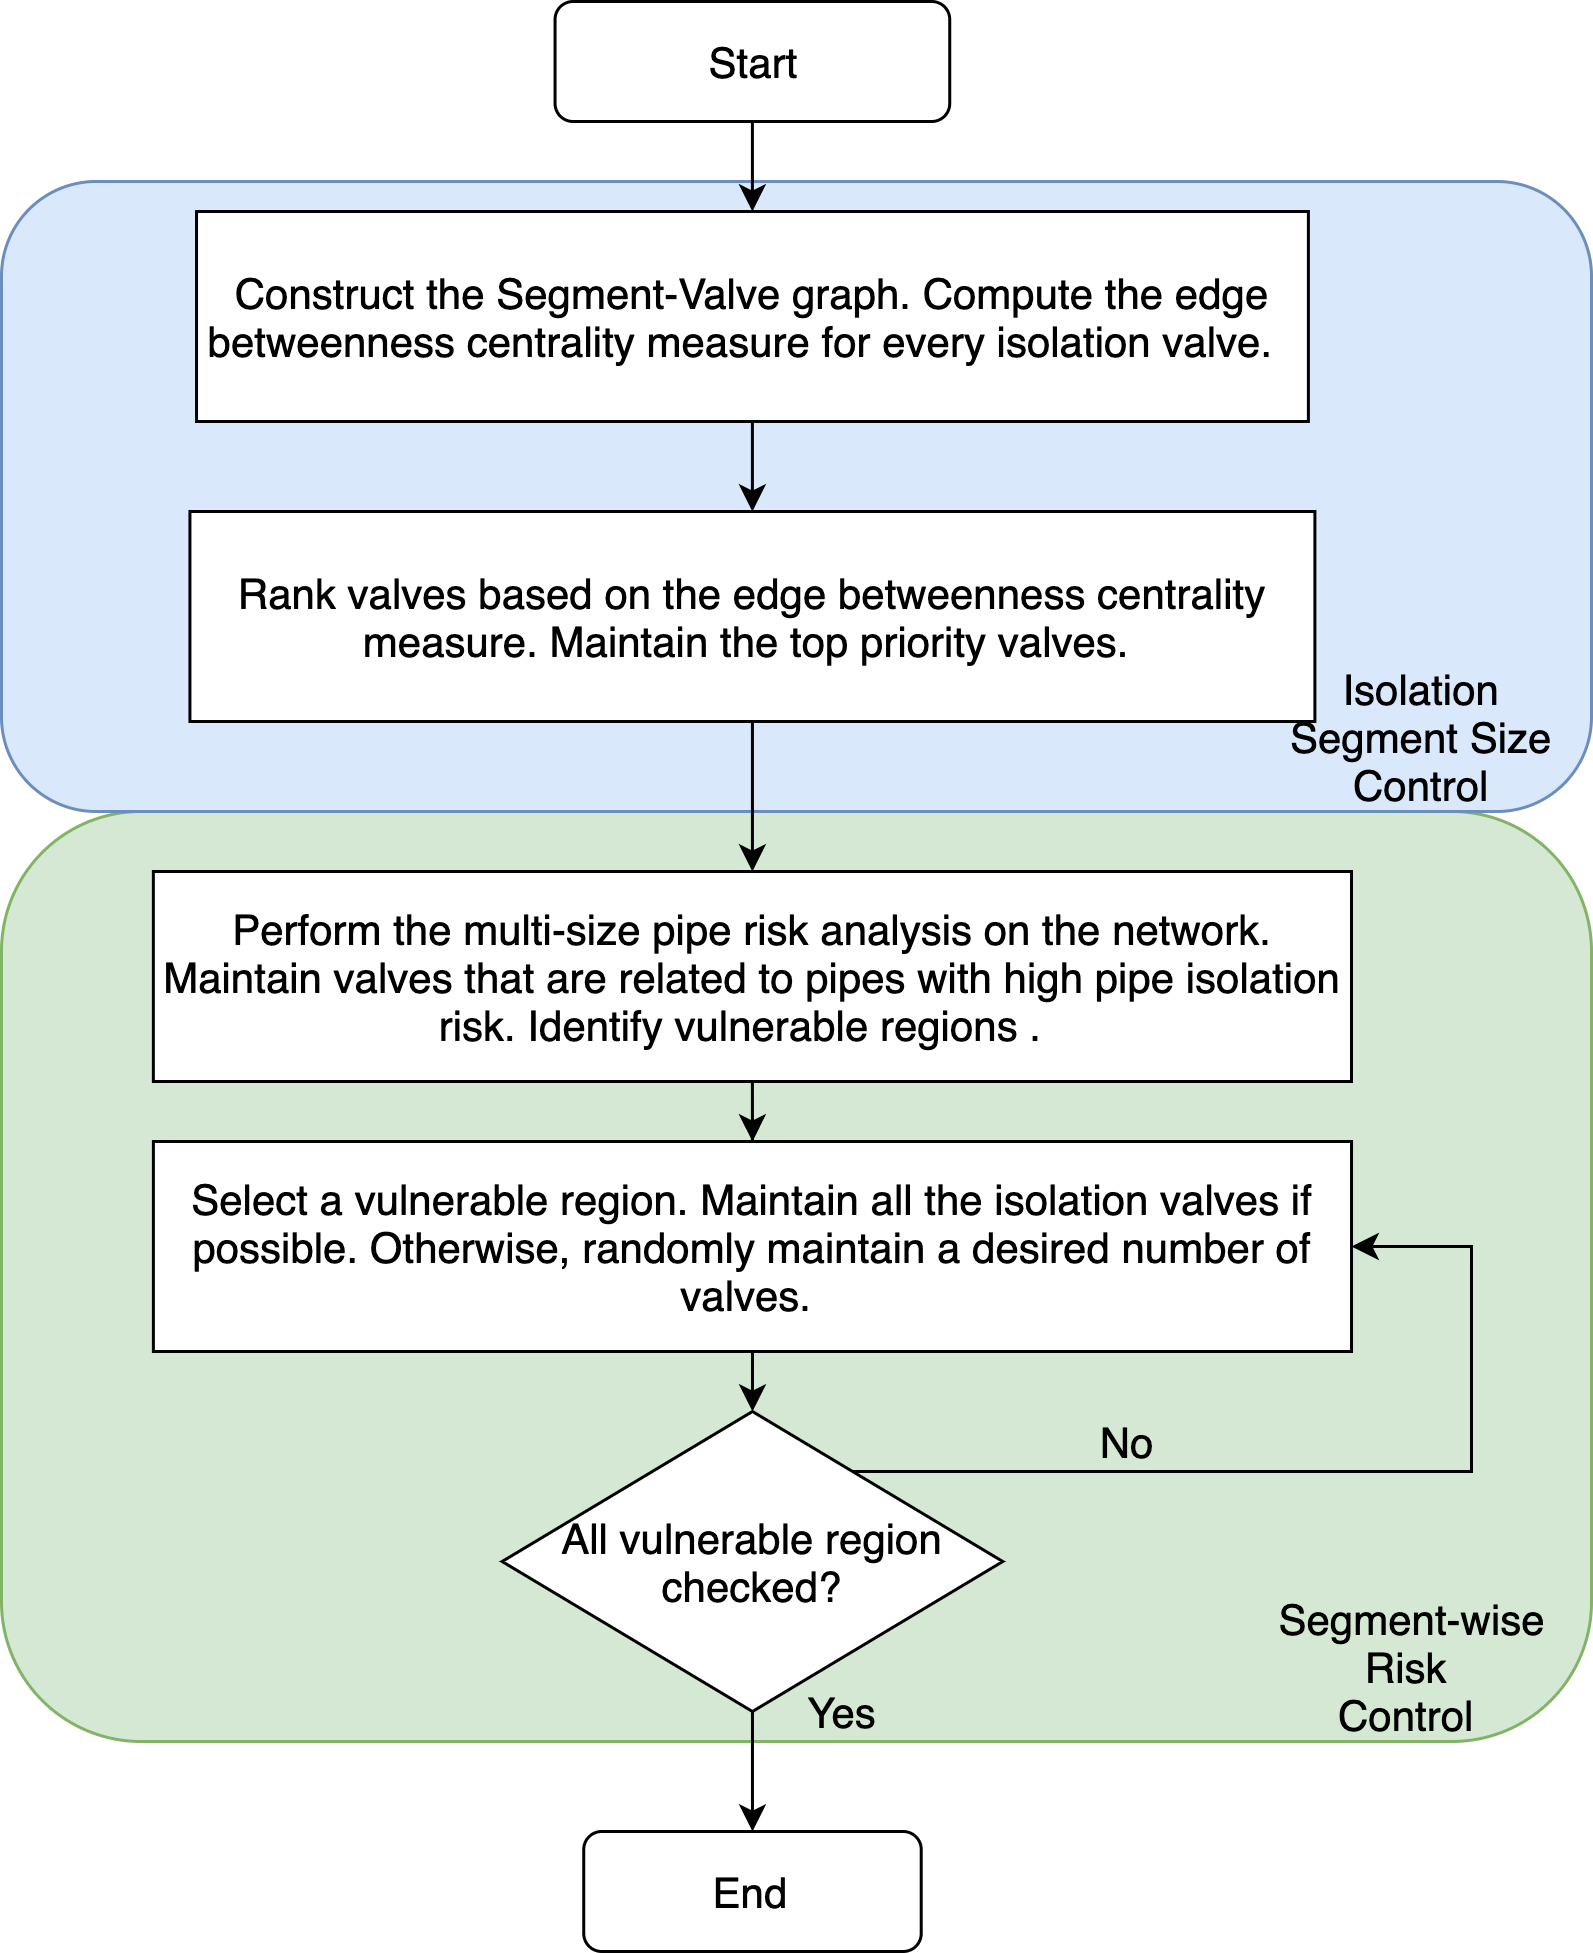 Start
Construct the Segment-Valve graph. Compute the edge
betweenness centrality measure for every isolation valve.
Rank valves based on the edge betweenness centrality
measure. Maintain the top priority valves.
Isolation
Segment Size
Control
Perform the multi-size pipe risk analysis on the network.
Maintain valves that are related to pipes with high pipe isolation
risk. Identify vulnerable regions .
Select a vulnerable region. Maintain all the isolation valves if
possible. Otherwise, randomly maintain a desired number of
valves.
No
All vulnerable region
checked?
Segment-wise
Risk
Control
Yes
End